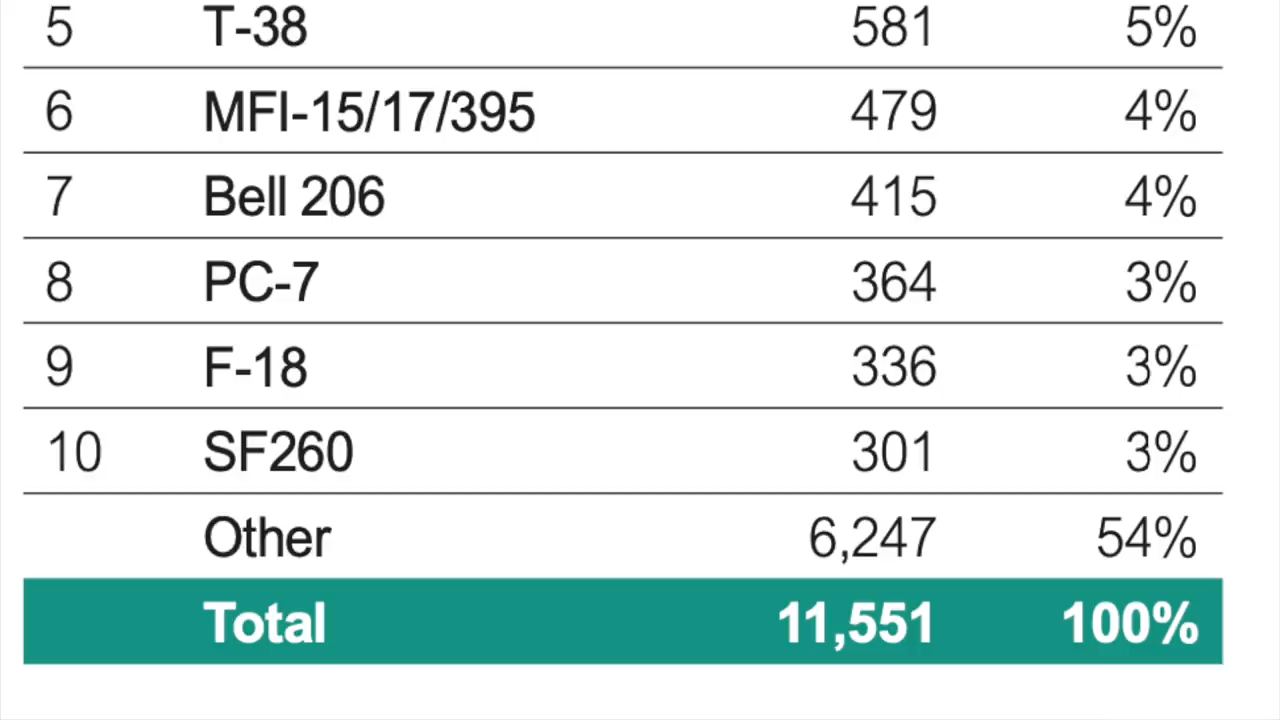 5 T-38 581 5%
6 MFI-15/17/395 479 4%
7 Bell 206 415 4%
8 PC-7 364 3%
9 F-18 336 3%
10 SF260 301 3%
Other 6,247 54%
Total 11,551 100%